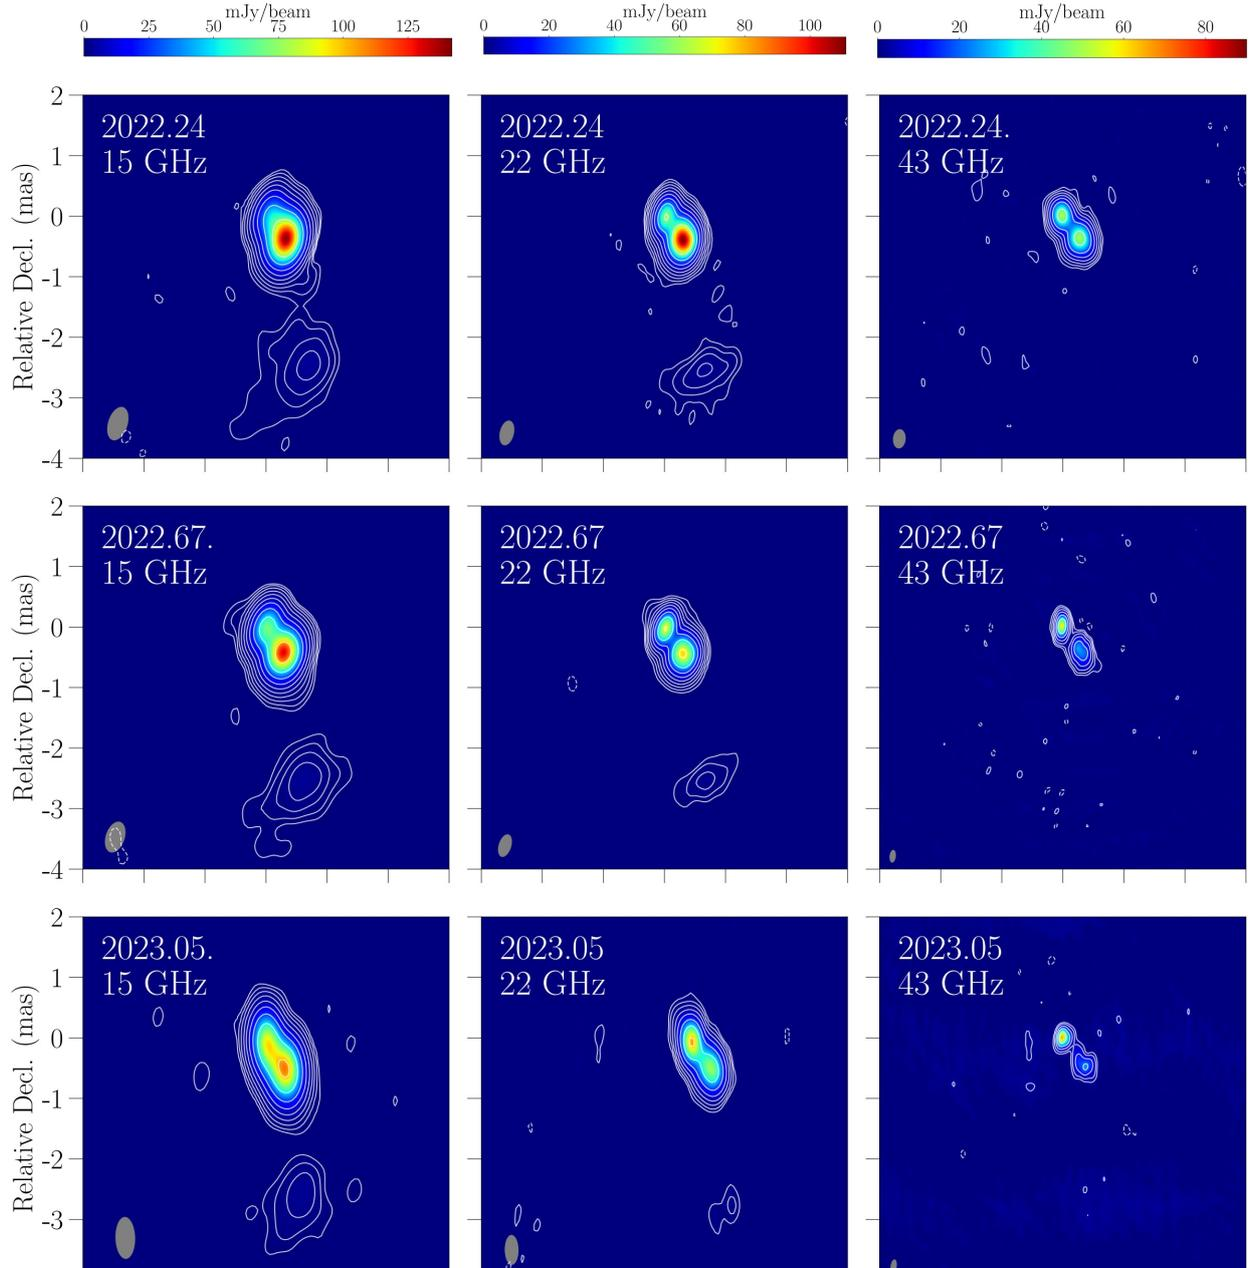 mJy/beam mJy/beam mJy/beam
0 25 50 75 100 125 0 20 40 60 80 100 0 20 40 60 80
2022.24 2022.24 2022.24.
15 GHz 22 GHz 43 GHz
Relative Decl. (mas)
2
1
0
-1
-2
-3
-4
2022.67. 2022.67 2022.67
15 GHz 22 GHz 43 GHz
Relative Decl. (mas)
2
1
0
-1
-2
-3
-4
2023.05. 2023.05 2023.05
15 GHz 22 GHz 43 GHz
Relative Decl. (mas)
2
1
0
-1
-2
-3